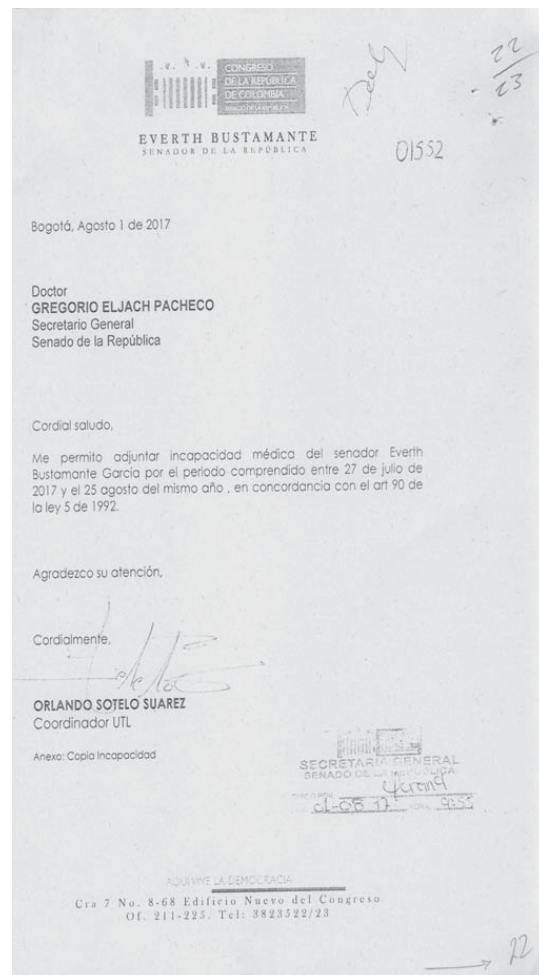 CONGRESO
DE LA REPÚBLICA
DE COLOMBIA
EVERTH BUSTAMANTE
SENADOR DE LA REPÚBLICA
22
23
01552
Bogotá, Agosto 1 de 2017
Doctor
GREGORIO ELJACH PACHECO
Secretario General
Senado de la República
Cordial saludo,
Me permito adjuntar incapacidad médica del senador Everth
Bustamante García por el periodo comprendido entre 27 de julio de
2017 y el 25 agosto del mismo año , en concordancia con el art 90 de
la ley 5 de 1992.
Agradezco su atención,
Cordialmente,
ORLANDO SOTELO SUAREZ
Coordinador UTL
Anexo: Copia Incapacidad
SECRETARIA GENERAL
SENADO DE LA REPUBLICA
01-08-17 9:55
AQUI VIVE LA DEMOCRACIA
Cra 7 No. 8-68 Edificio Nuevo del Congreso
Of. 211-225. Tel: 3823522/23
22